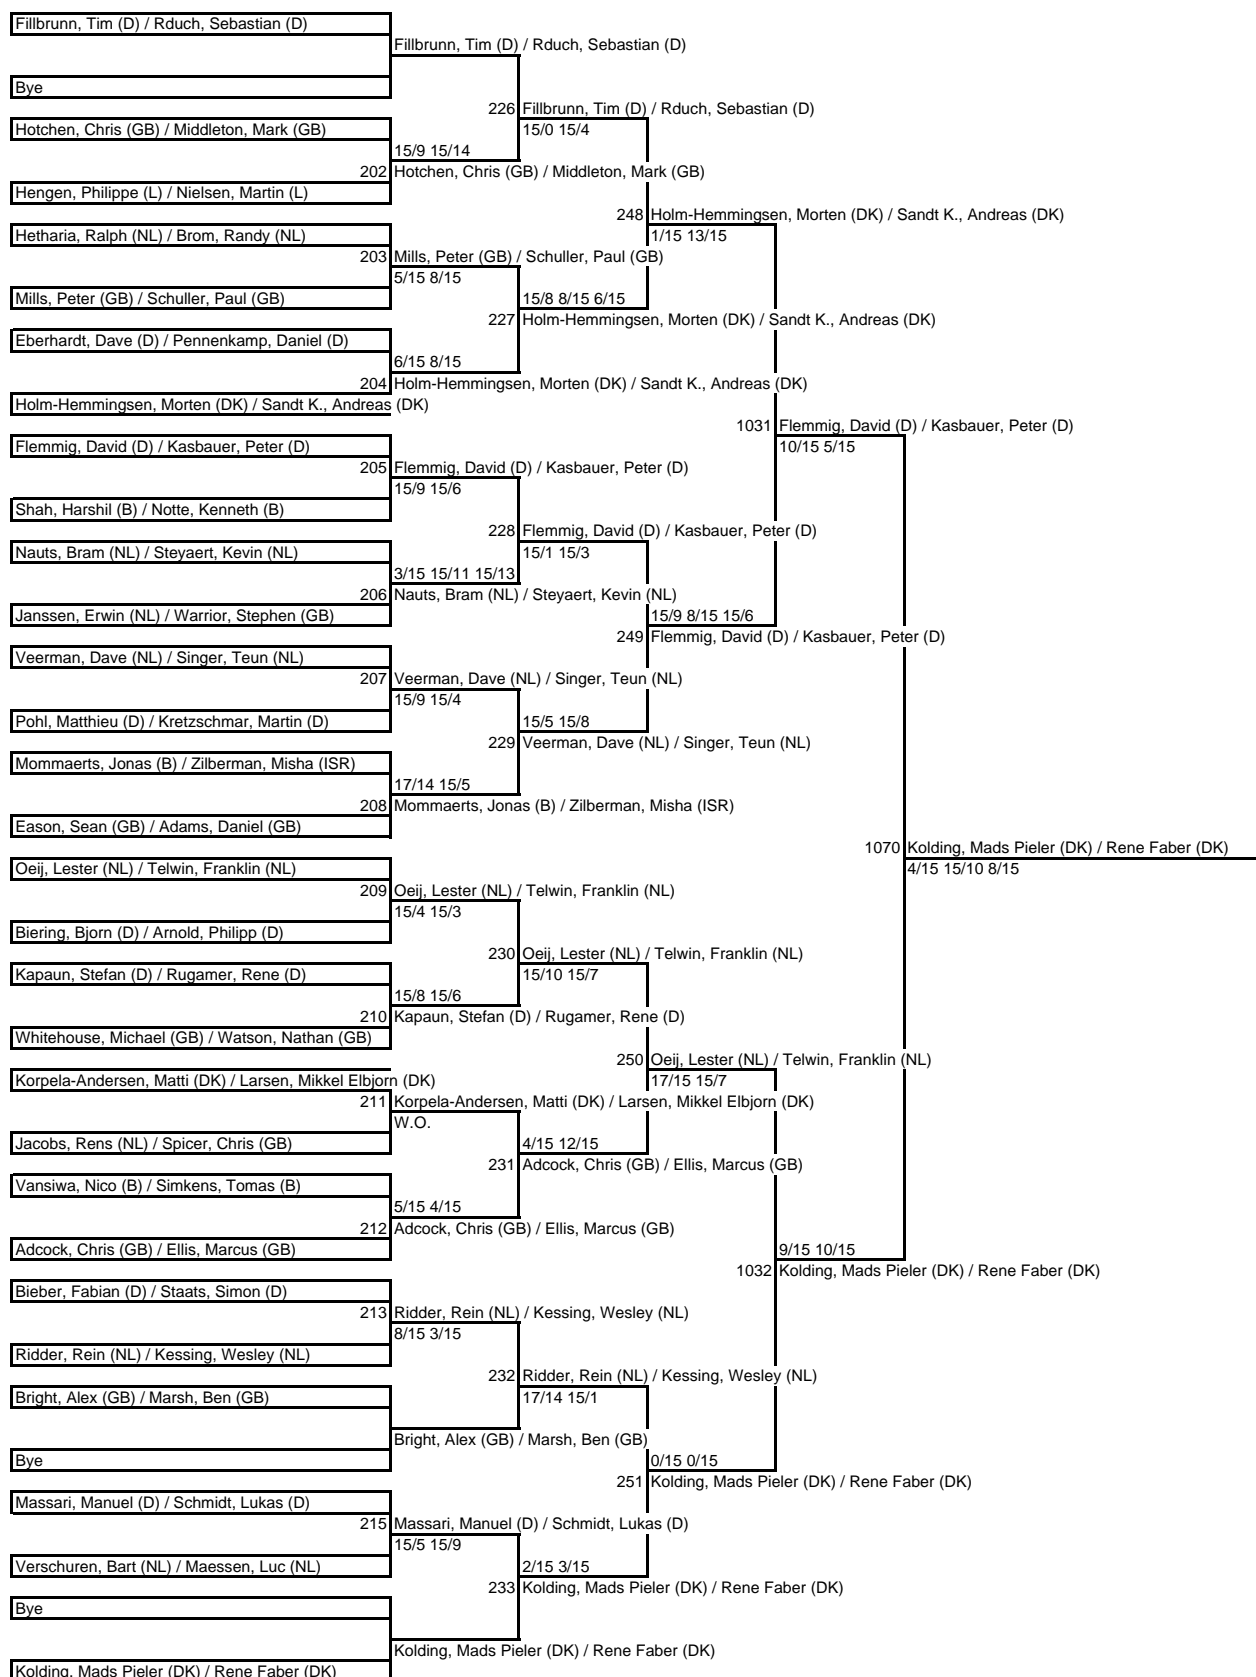 Fillbrunn, Tim (D) / Rduch, Sebastian (D)
Fillbrunn, Tim (D) / Rduch, Sebastian (D)
Bye
226 Fillbrunn, Tim (D) / Rduch, Sebastian (D)
Hotchen, Chris (GB) / Middleton, Mark (GB)
15/0 15/4
15/9 15/14
202 Hotchen, Chris (GB) / Middleton, Mark (GB)
Hengen, Philippe (L) / Nielsen, Martin (L)
248 Holm-Hemmingsen, Morten (DK) / Sandt K., Andreas (DK)
Hetharia, Ralph (NL) / Brom, Randy (NL)
1/15 13/15
203 Mills, Peter (GB) / Schuller, Paul (GB)
5/15 8/15
Mills, Peter (GB) / Schuller, Paul (GB)
15/8 8/15 6/15
227 Holm-Hemmingsen, Morten (DK) / Sandt K., Andreas (DK)
Eberhardt, Dave (D) / Pennenkamp, Daniel (D)
6/15 8/15
204 Holm-Hemmingsen, Morten (DK) / Sandt K., Andreas (DK)
Holm-Hemmingsen, Morten (DK) / Sandt K., Andreas (DK)
1031 Flemmig, David (D) / Kasbauer, Peter (D)
Flemmig, David (D) / Kasbauer, Peter (D)
10/15 5/15
205 Flemmig, David (D) / Kasbauer, Peter (D)
15/9 15/6
Shah, Harshil (B) / Notte, Kenneth (B)
228 Flemmig, David (D) / Kasbauer, Peter (D)
Nauts, Bram (NL) / Steyaert, Kevin (NL)
15/1 15/3
3/15 15/11 15/13
206 Nauts, Bram (NL) / Steyaert, Kevin (NL)
Janssen, Erwin (NL) / Warrior, Stephen (GB)
15/9 8/15 15/6
249 Flemmig, David (D) / Kasbauer, Peter (D)
Veerman, Dave (NL) / Singer, Teun (NL)
207 Veerman, Dave (NL) / Singer, Teun (NL)
15/9 15/4
Pohl, Matthieu (D) / Kretzschmar, Martin (D)
15/5 15/8
229 Veerman, Dave (NL) / Singer, Teun (NL)
Mommaerts, Jonas (B) / Zilberman, Misha (ISR)
17/14 15/5
208 Mommaerts, Jonas (B) / Zilberman, Misha (ISR)
Eason, Sean (GB) / Adams, Daniel (GB)
1070 Kolding, Mads Pieler (DK) / Rene Faber (DK)
Oeij, Lester (NL) / Telwin, Franklin (NL)
4/15 15/10 8/15
209 Oeij, Lester (NL) / Telwin, Franklin (NL)
15/4 15/3
Biering, Bjorn (D) / Arnold, Philipp (D)
230 Oeij, Lester (NL) / Telwin, Franklin (NL)
Kapaun, Stefan (D) / Rugamer, Rene (D)
15/10 15/7
15/8 15/6
210 Kapaun, Stefan (D) / Rugamer, Rene (D)
Whitehouse, Michael (GB) / Watson, Nathan (GB)
250 Oeij, Lester (NL) / Telwin, Franklin (NL)
Korpela-Andersen, Matti (DK) / Larsen, Mikkel Elbjorn (DK)
17/15 15/7
211 Korpela-Andersen, Matti (DK) / Larsen, Mikkel Elbjorn (DK)
W.O.
Jacobs, Rens (NL) / Spicer, Chris (GB)
4/15 12/15
231 Adcock, Chris (GB) / Ellis, Marcus (GB)
Vansiwa, Nico (B) / Simkens, Tomas (B)
5/15 4/15
212 Adcock, Chris (GB) / Ellis, Marcus (GB)
Adcock, Chris (GB) / Ellis, Marcus (GB)
9/15 10/15
1032 Kolding, Mads Pieler (DK) / Rene Faber (DK)
Bieber, Fabian (D) / Staats, Simon (D)
213 Ridder, Rein (NL) / Kessing, Wesley (NL)
8/15 3/15
Ridder, Rein (NL) / Kessing, Wesley (NL)
232 Ridder, Rein (NL) / Kessing, Wesley (NL)
Bright, Alex (GB) / Marsh, Ben (GB)
17/14 15/1
Bright, Alex (GB) / Marsh, Ben (GB)
Bye
0/15 0/15
251 Kolding, Mads Pieler (DK) / Rene Faber (DK)
Massari, Manuel (D) / Schmidt, Lukas (D)
215 Massari, Manuel (D) / Schmidt, Lukas (D)
15/5 15/9
Verschuren, Bart (NL) / Maessen, Luc (NL)
2/15 3/15
233 Kolding, Mads Pieler (DK) / Rene Faber (DK)
Bye
Kolding, Mads Pieler (DK) / Rene Faber (DK)
Kolding, Mads Pieler (DK) / Rene Faber (DK)